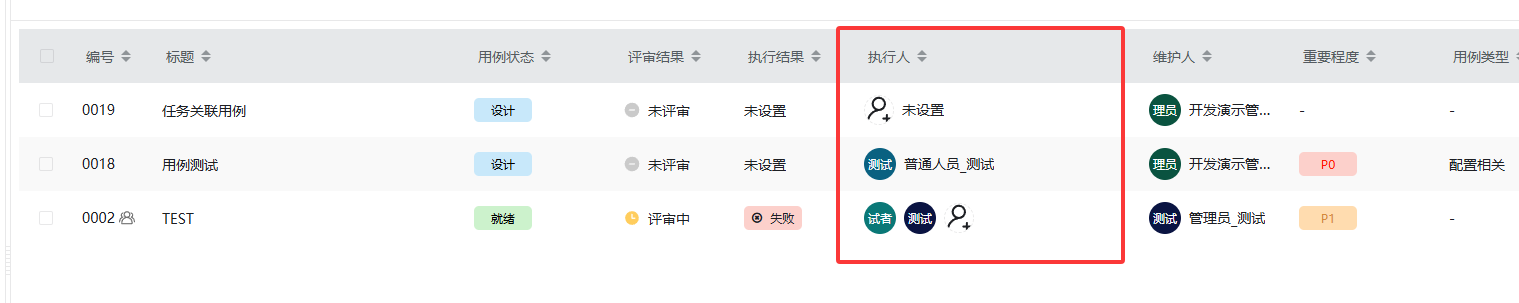 编号 标题 用例状态 评审结果 执行结果 执行人 维护人 重要程度 用例类型
0019 任务关联用例 设计 未评审 未设置 未设置 理员 开发演示管... - -
0018 用例测试 设计 未评审 未设置 测试 普通人员_测试 理员 开发演示管... P0 配置相关
0002 TEST 就绪 评审中 失败 试者 测试 测试 管理员_测试 P1 -